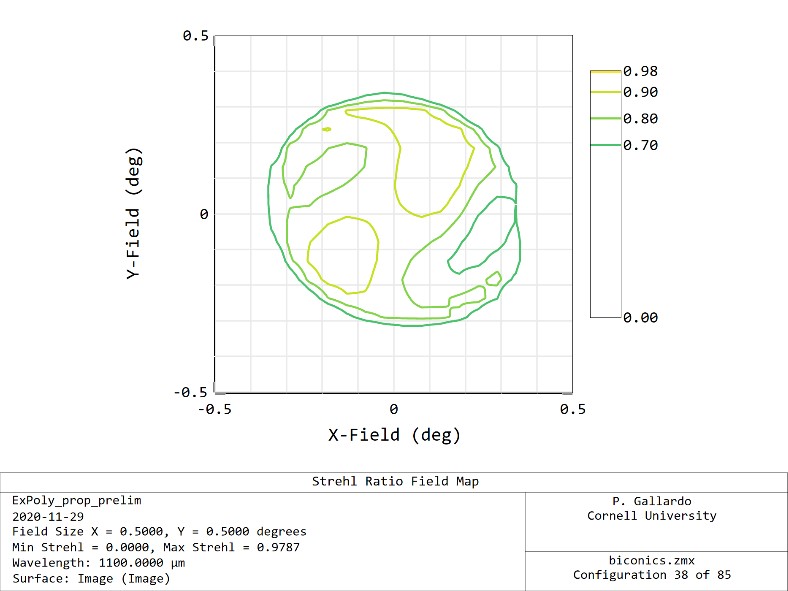 0.5
0
-0.5
Y-Field (deg)
-0.5
0
0.5
X-Field (deg)
0.98
0.90
0.80
0.70
0.00
Strehl Ratio Field Map
ExPoly_prop_prelim
2020-11-29
Field Size X = 0.5000, Y = 0.5000 degrees
Min Strehl = 0.0000, Max Strehl = 0.9787
Wavelength: 1100.0000 μm
Surface: Image (Image)
P. Gallardo
Cornell University
biconics.zmx
Configuration 38 of 85